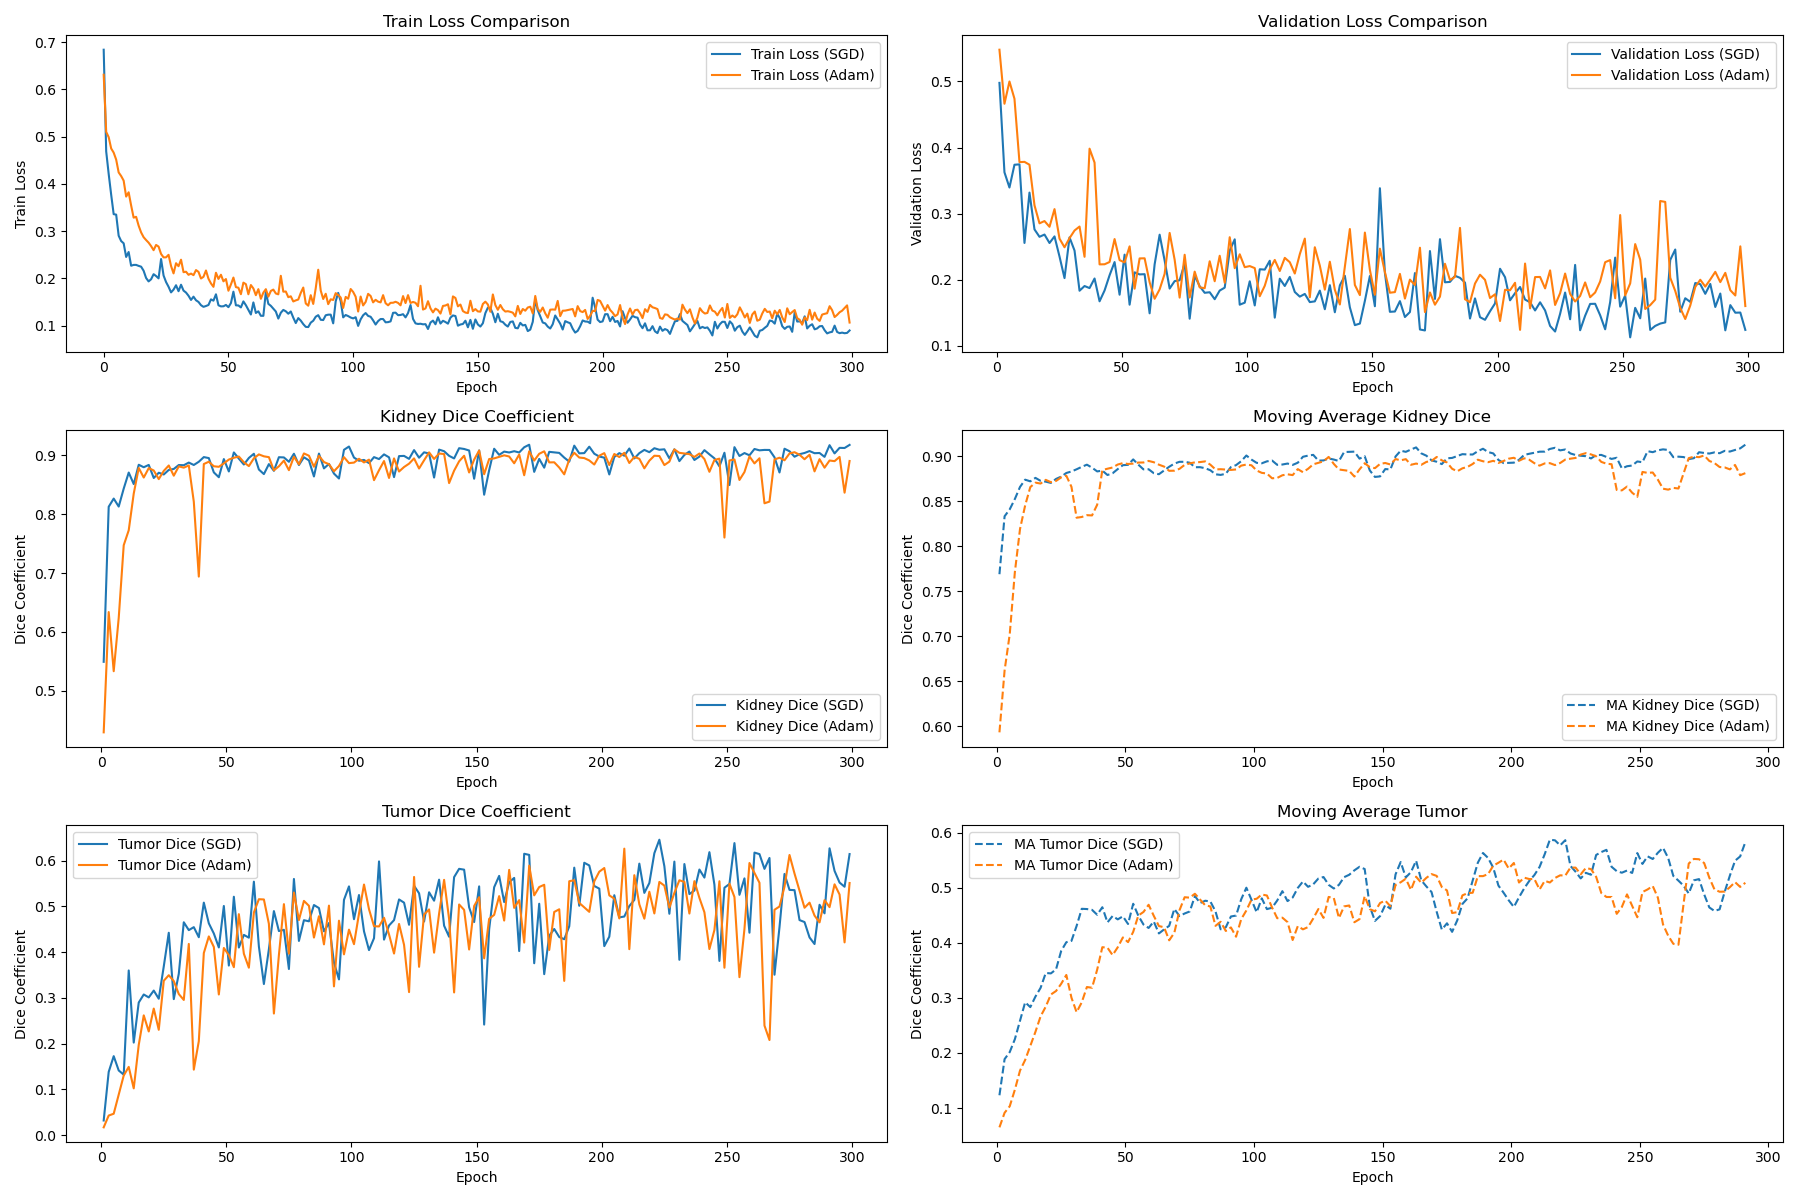 Train Loss Comparison
0.7
0.6
0.5
0.4
0.3
0.2
0.1
Train Loss
Train Loss (SGD)
Train Loss (Adam)
0 50 100 150 200 250 300
Epoch
Validation Loss Comparison
0.5
0.4
0.3
0.2
0.1
Validation Loss
Validation Loss (SGD)
Validation Loss (Adam)
0 50 100 150 200 250 300
Epoch
Kidney Dice Coefficient
0.9
0.8
0.7
0.6
0.5
Dice Coefficient
Kidney Dice (SGD)
Kidney Dice (Adam)
0 50 100 150 200 250 300
Epoch
Moving Average Kidney Dice
0.90
0.85
0.80
0.75
0.70
0.65
0.60
Dice Coefficient
MA Kidney Dice (SGD)
MA Kidney Dice (Adam)
0 50 100 150 200 250 300
Epoch
Tumor Dice Coefficient
0.6
0.5
0.4
0.3
0.2
0.1
0.0
Dice Coefficient
Tumor Dice (SGD)
Tumor Dice (Adam)
0 50 100 150 200 250 300
Epoch
Moving Average Tumor
0.6
0.5
0.4
0.3
0.2
0.1
Dice Coefficient
MA Tumor Dice (SGD)
MA Tumor Dice (Adam)
0 50 100 150 200 250 300
Epoch